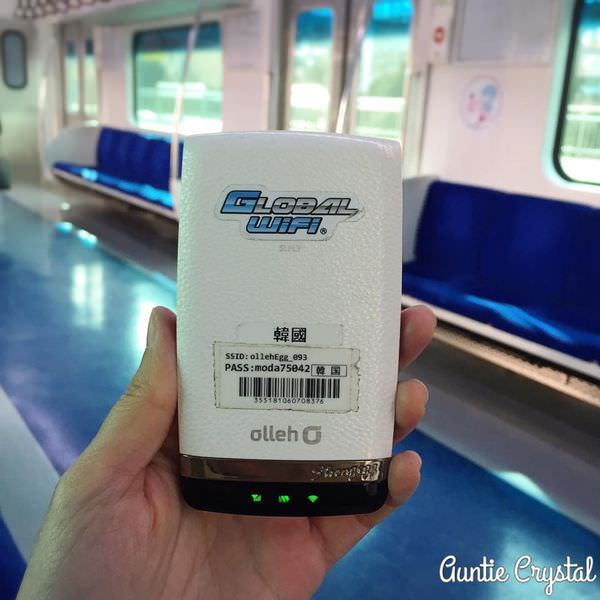 GLOBAL
WiFi®
韓國
SSID:ollehEgg_093
PASS:moda75042 韓国
355181060708376
olleh
Auntie Crystal